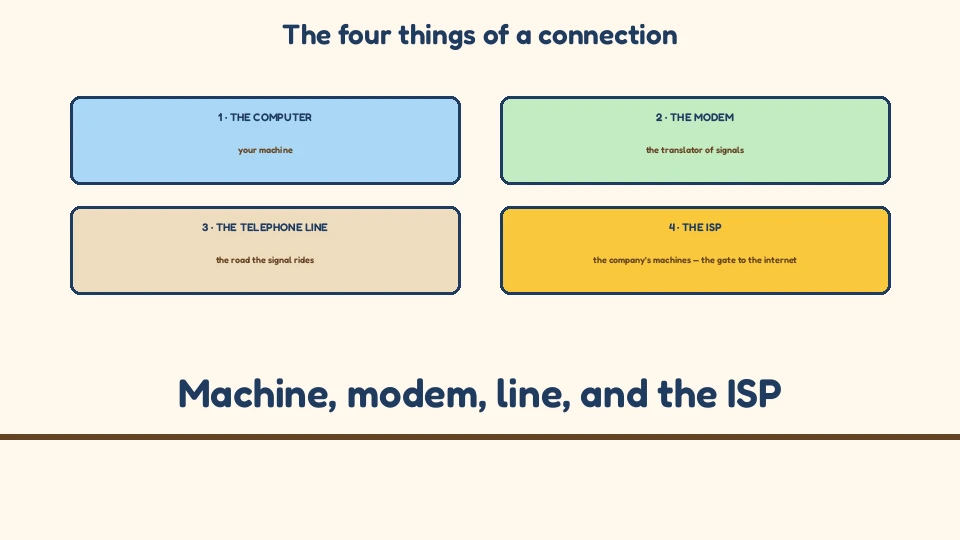 The four things of a connection
1 · THE COMPUTER
your machine
2 · THE MODEM
the translator of signals
3 · THE TELEPHONE LINE
the road the signal rides
4 · THE ISP
the company's machines — the gate to the internet
Machine, modem, line, and the ISP